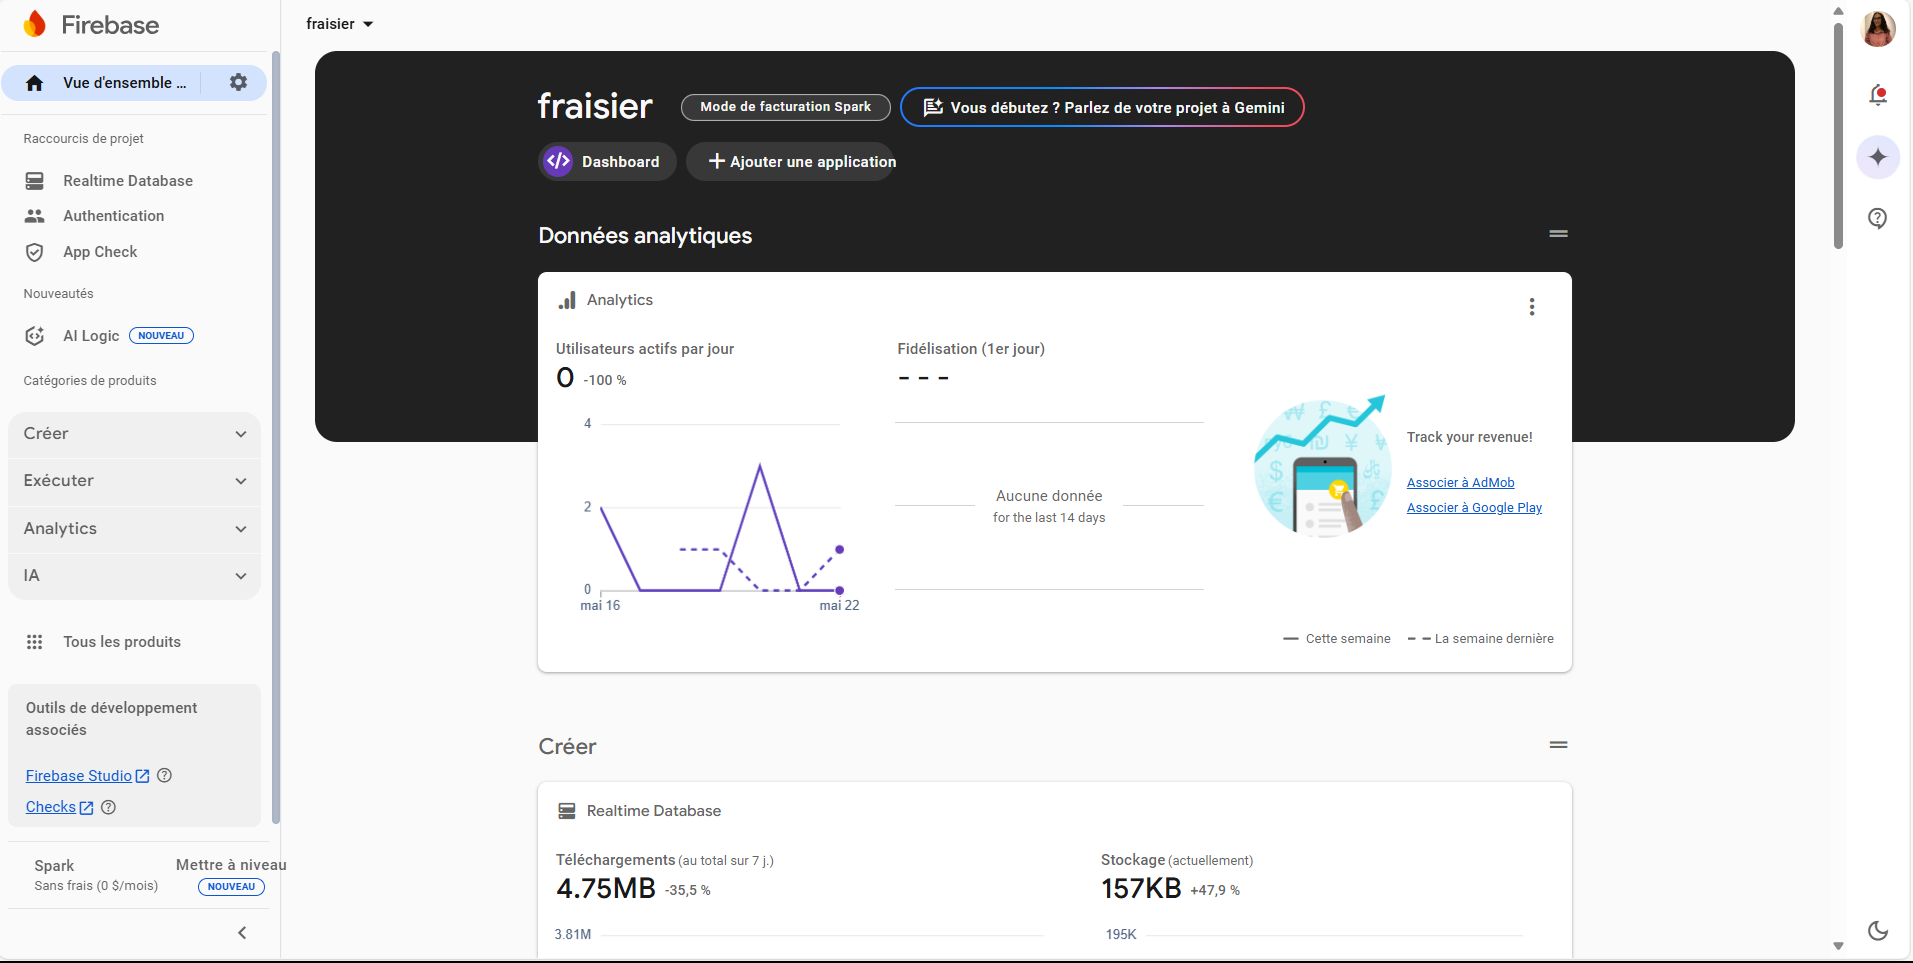 Firebase
fraisier
Vue d'ensemble ...
Raccourcis de projet
Realtime Database
Authentication
App Check
Nouveautés
AI Logic NOUVEAU
Catégories de produits
Créer
Exécuter
Analytics
IA
Tous les produits
Outils de développement
associés
Firebase Studio
Checks
Spark
Sans frais (0 $/mois)
Mettre à niveau
NOUVEAU
fraisier
Mode de facturation Spark
Vous débutez ? Parlez de votre projet à Gemini
Dashboard
Ajouter une application
Données analytiques
Analytics
Utilisateurs actifs par jour
0 -100 %
4
2
0
mai 16
mai 22
Fidélisation (1er jour)
– – –
Aucune donnée
for the last 14 days
Track your revenue!
Associer à AdMob
Associer à Google Play
Cette semaine
La semaine dernière
Créer
Realtime Database
Téléchargements (au total sur 7 j.)
4.75MB -35,5 %
3.81M
Stockage (actuellement)
157KB +47,9 %
195K